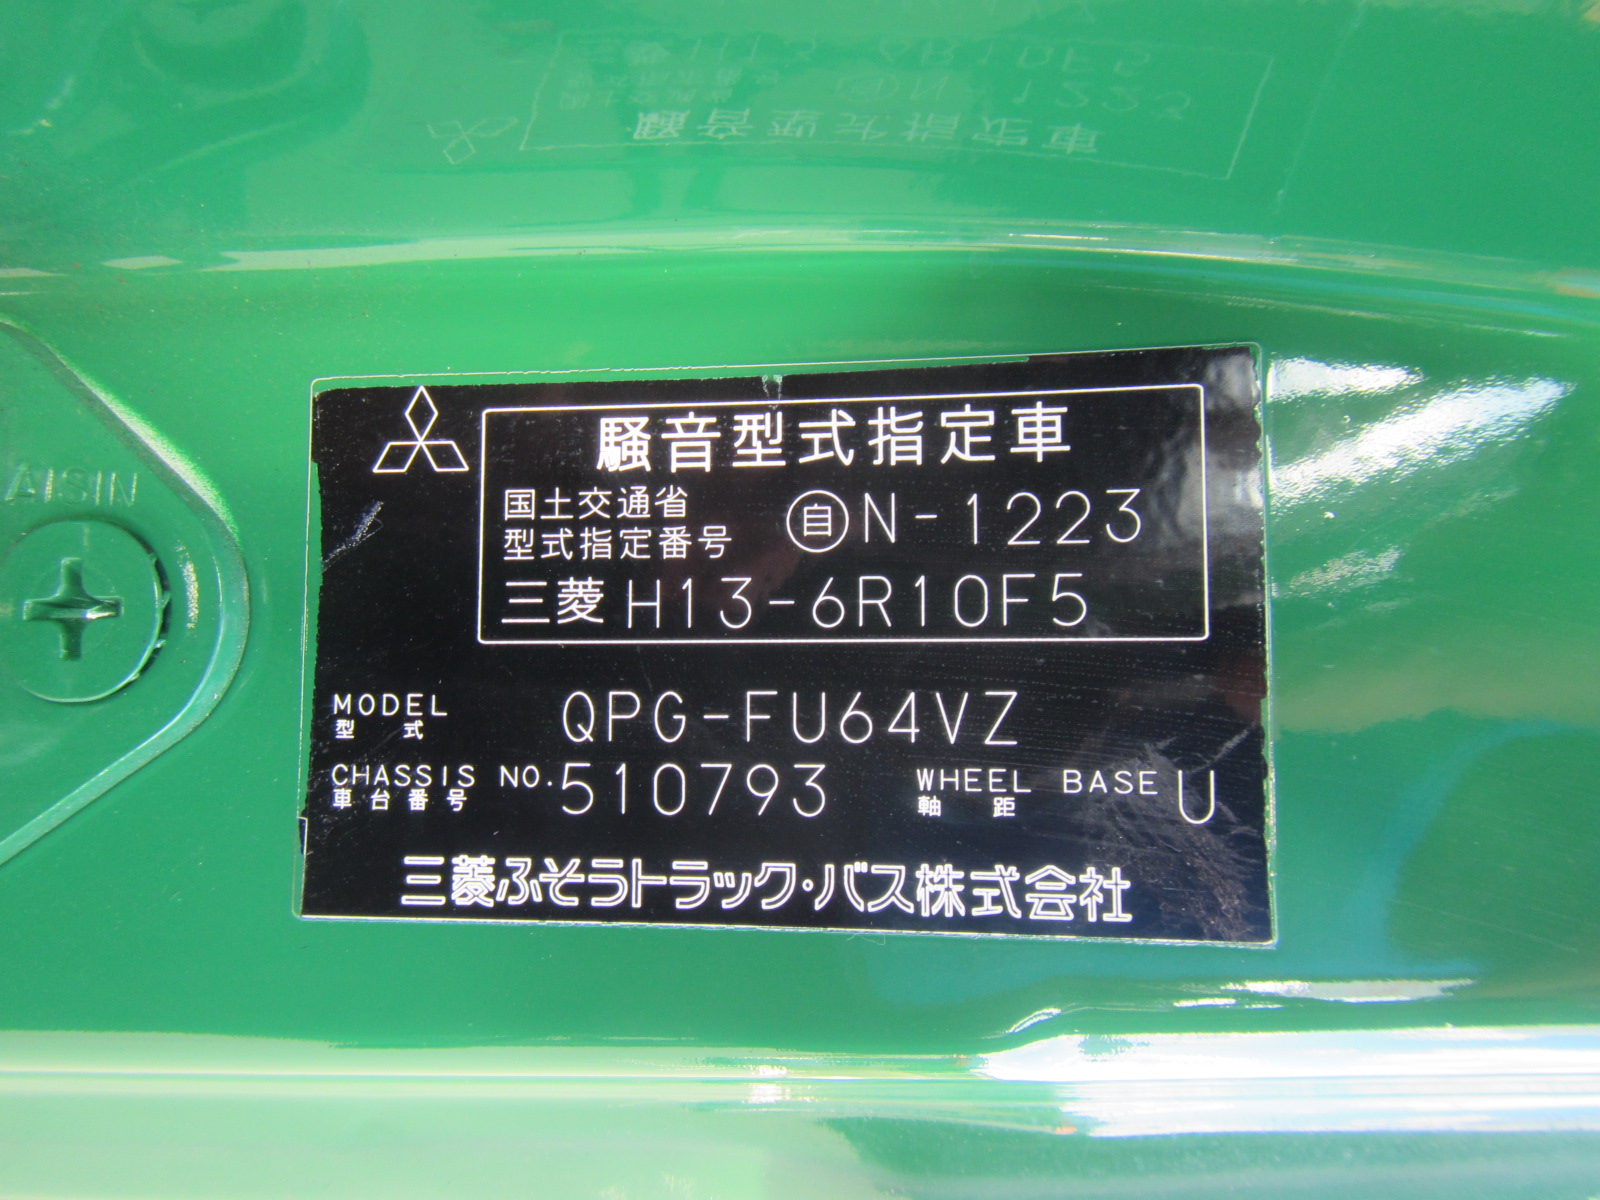 騒音型式指定車
国土交通省
型式指定番号 自 N-1223
三菱 H13-6R10F5
MODEL
型式 QPG-FU64VZ
CHASSIS NO. 510793
車台番号
WHEEL BASE U
軸距
三菱ふそうトラック・バス株式会社
AISIN